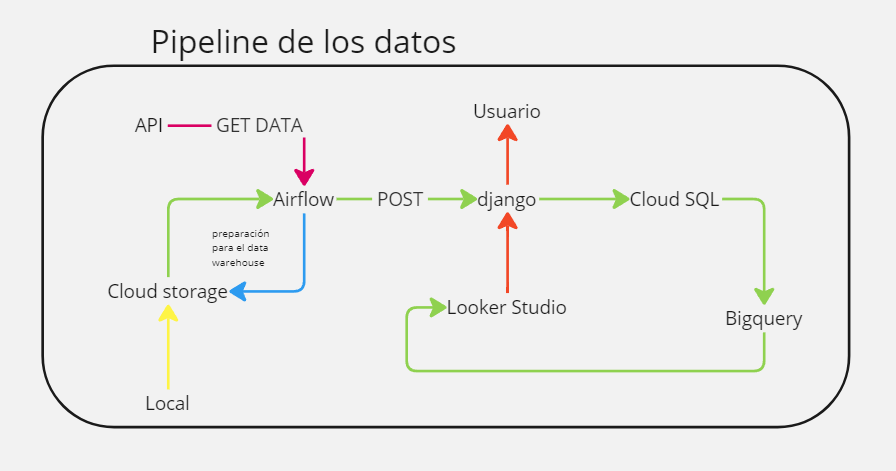 Pipeline de los datos
Usuario
API
GET DATA
Airflow
POST
django
Cloud SQL
preparación
para el data
warehouse
Cloud storage
Looker Studio
Bigquery
Local